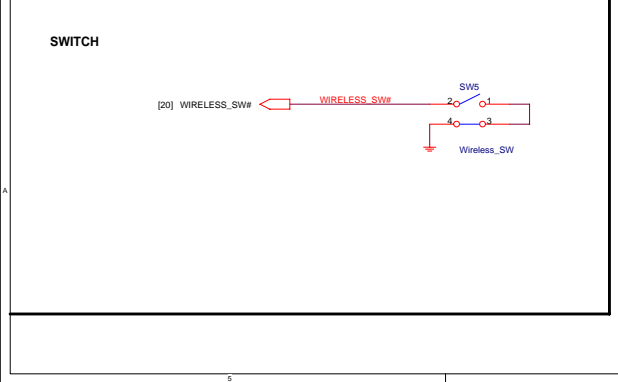 SWITCH
SW5
[20] WIRELESS_SW#
WIRELESS_SW#
2 1
4 3
Wireless_SW
A
5